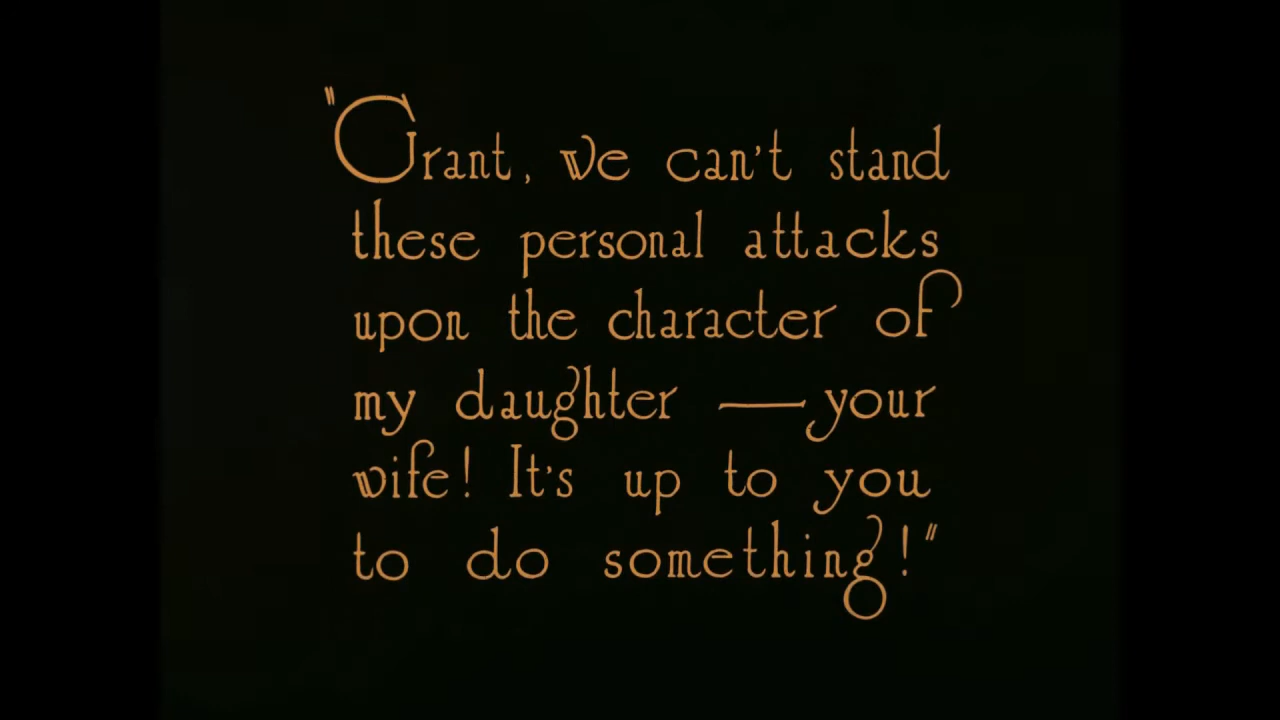 "Grant, we can't stand
these personal attacks
upon the character of
my daughter — your
wife! It's up to you
to do something!"